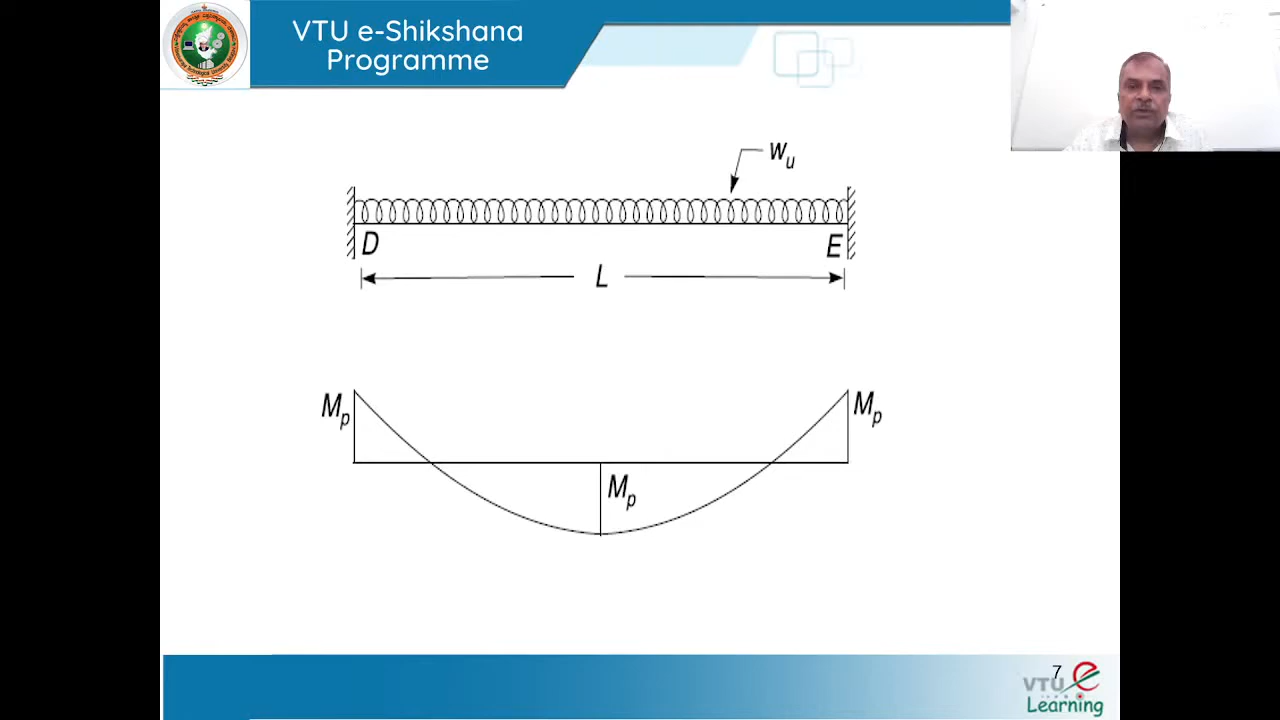 VTU e-Shikshana
Programme
w_u
D
E
L
M_p
M_p
M_p
7
VTU e
Learning